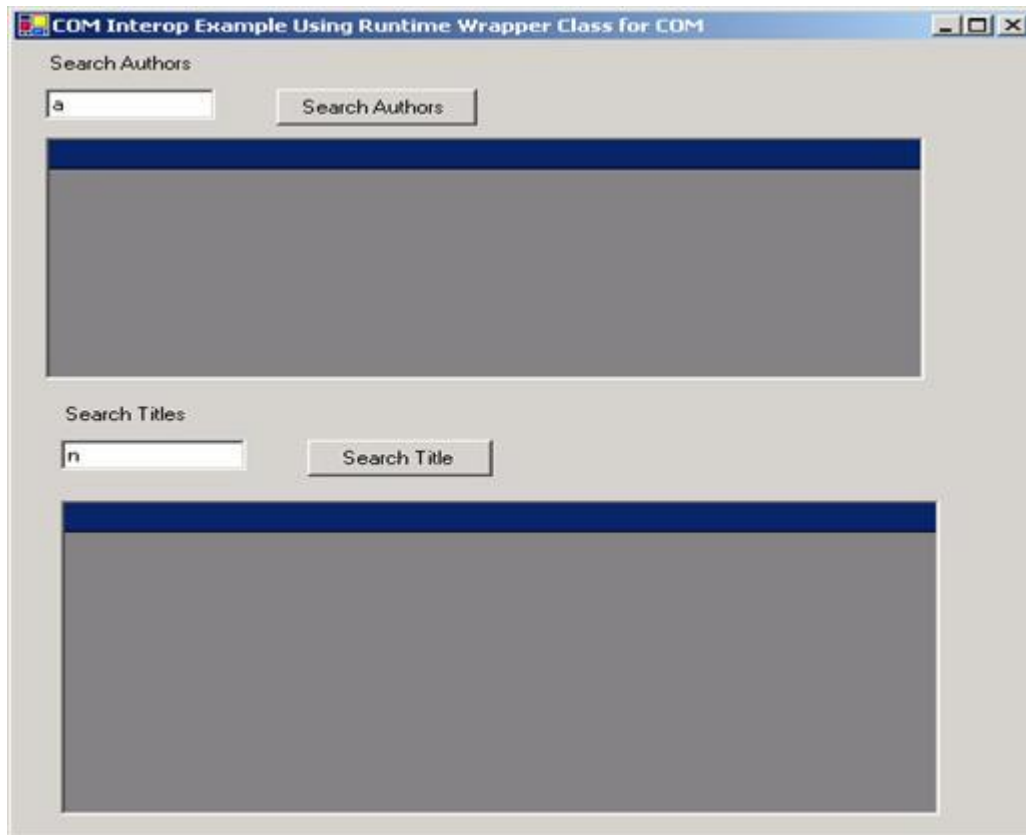 COM Interop Example Using Runtime Wrapper Class for COM
Search Authors
a
Search Authors
Search Titles
n
Search Title